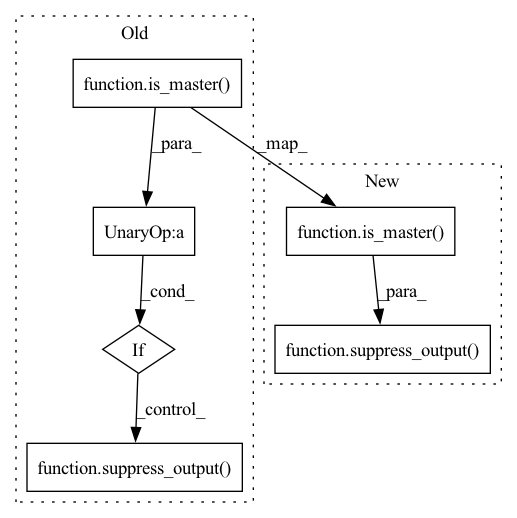 Old
function.is_master()
_para_
_map_
New
UnaryOp:a
function.is_master()
_cond_
_para_
If
function.suppress_output()
_control_
function.suppress_output()